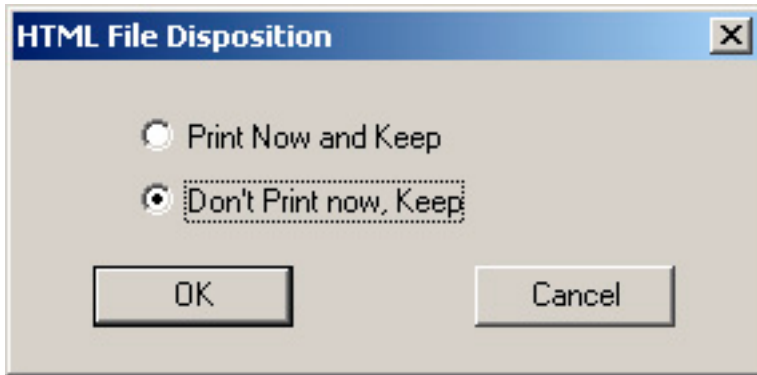 HTML File Disposition
Print Now and Keep
Don't Print now, Keep
OK Cancel